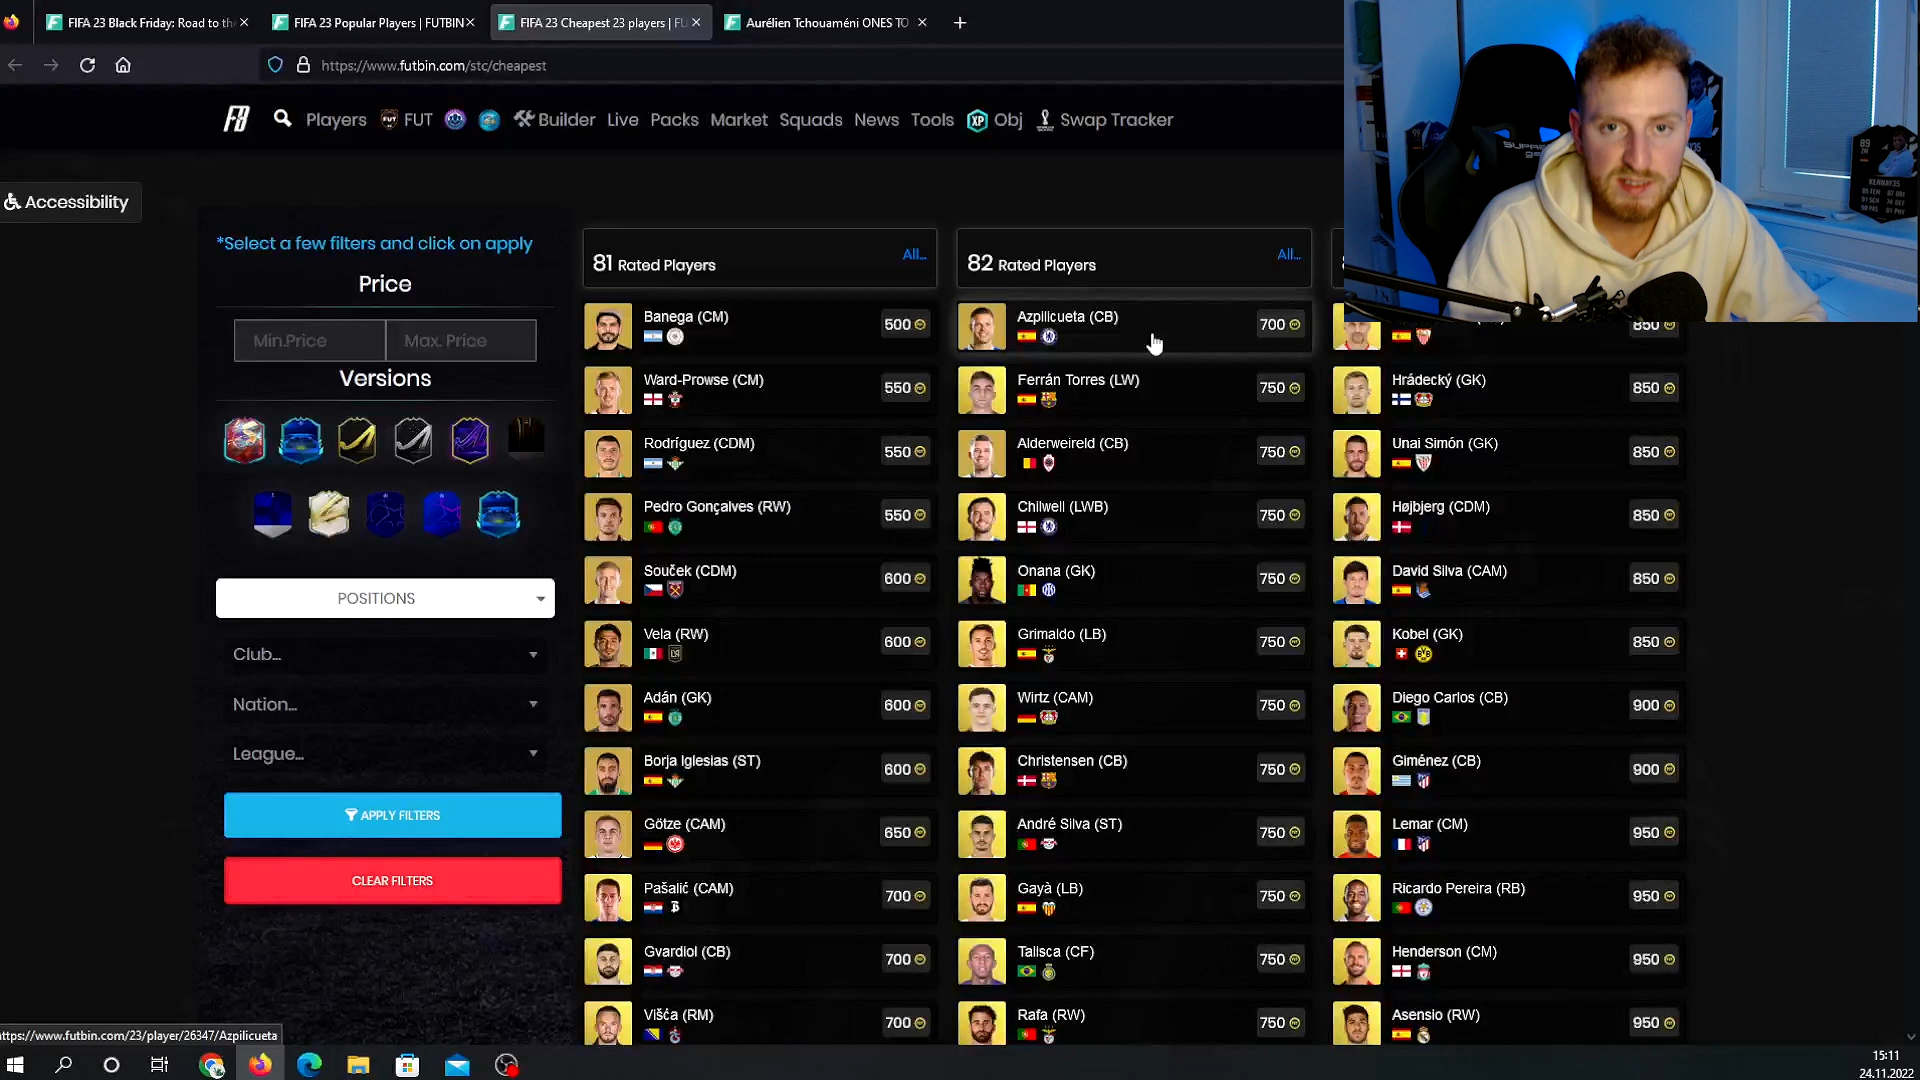 FIFA 23 Black Friday: Road to the
FIFA 23 Popular Players | FUTBIN
FIFA 23 Cheapest 23 players | FU
Aurélien Tchouaméni ONES TO
https://www.futbin.com/stc/cheapest
Players FUT Builder Live Packs Market Squads News Tools XP Obj Swap Tracker
Accessibility
*Select a few filters and click on apply
Price
Min.Price
Max. Price
Versions
POSITIONS
Club...
Nation...
League...
APPLY FILTERS
CLEAR FILTERS
81 Rated Players
All...
Banega (CM) 500
Ward-Prowse (CM) 550
Rodríguez (CDM) 550
Pedro Gonçalves (RW) 550
Souček (CDM) 600
Vela (RW) 600
Adán (GK) 600
Borja Iglesias (ST) 600
Götze (CAM) 650
Pašalić (CAM) 700
Gvardiol (CB) 700
Višća (RM) 700
82 Rated Players
All...
Azpilicueta (CB) 700
Ferrán Torres (LW) 750
Alderweireld (CB) 750
Chilwell (LWB) 750
Onana (GK) 750
Grimaldo (LB) 750
Wirtz (CAM) 750
Christensen (CB) 750
André Silva (ST) 750
Gayà (LB) 750
Talisca (CF) 750
Rafa (RW) 750
850
Hrádecký (GK) 850
Unai Simón (GK) 850
Højbjerg (CDM) 850
David Silva (CAM) 850
Kobel (GK) 850
Diego Carlos (CB) 900
Giménez (CB) 900
Lemar (CM) 950
Ricardo Pereira (RB) 950
Henderson (CM) 950
Asensio (RW) 950
89
KENNAY35
ttps://www.futbin.com/23/player/26347/Azpilicueta
15:11
24.11.2022